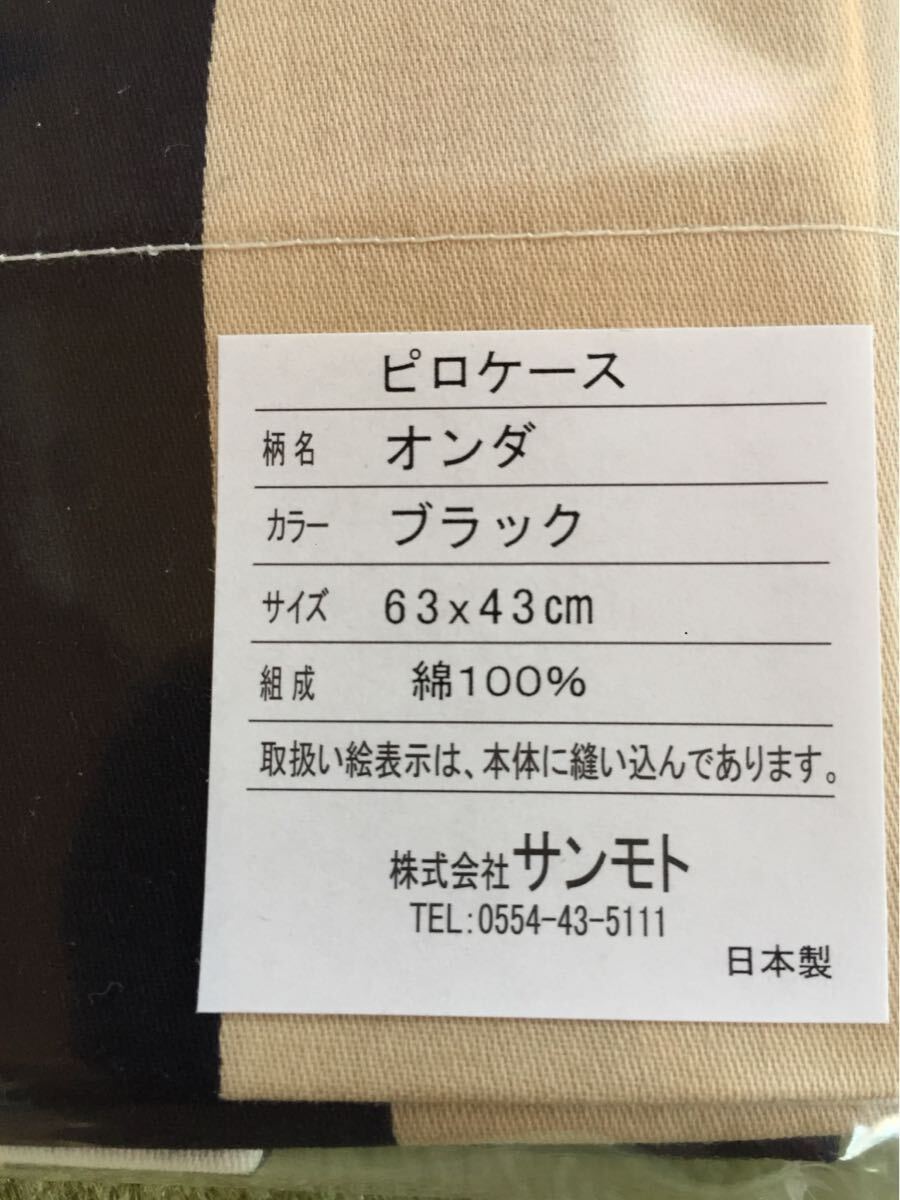 ピロケース
柄名 オンダ
カラー ブラック
サイズ 63x43cm
組成 綿100%
取扱い絵表示は、本体に縫い込んであります。
株式会社サンモト
TEL:0554-43-5111
日本製